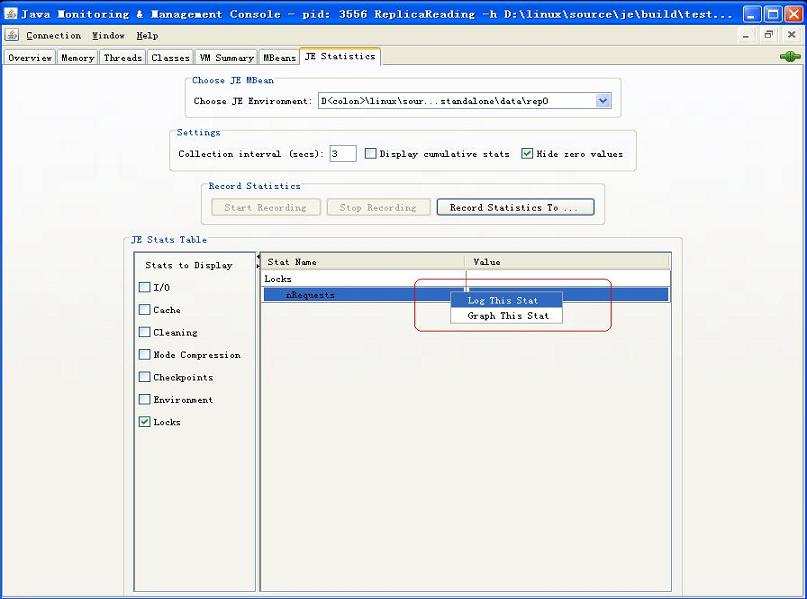 Java Monitoring & Management Console - pid: 3556 ReplicaReading -h D:\linux\source\je\build\test...
Connection Window Help
Overview Memory Threads Classes VM Summary MBeans JE Statistics
Choose JE MBean
Choose JE Environment: D<colon>\linux\sour...standalone\data\rep0
Settings
Collection interval (secs): 3 Display cumulative stats Hide zero values
Record Statistics
Start Recording Stop Recording Record Statistics To ...
JE Stats Table
Stats to Display
I/O
Cache
Cleaning
Node Compression
Checkpoints
Environment
Locks
Stat Name Value
Locks
nRequests
Log This Stat
Graph This Stat